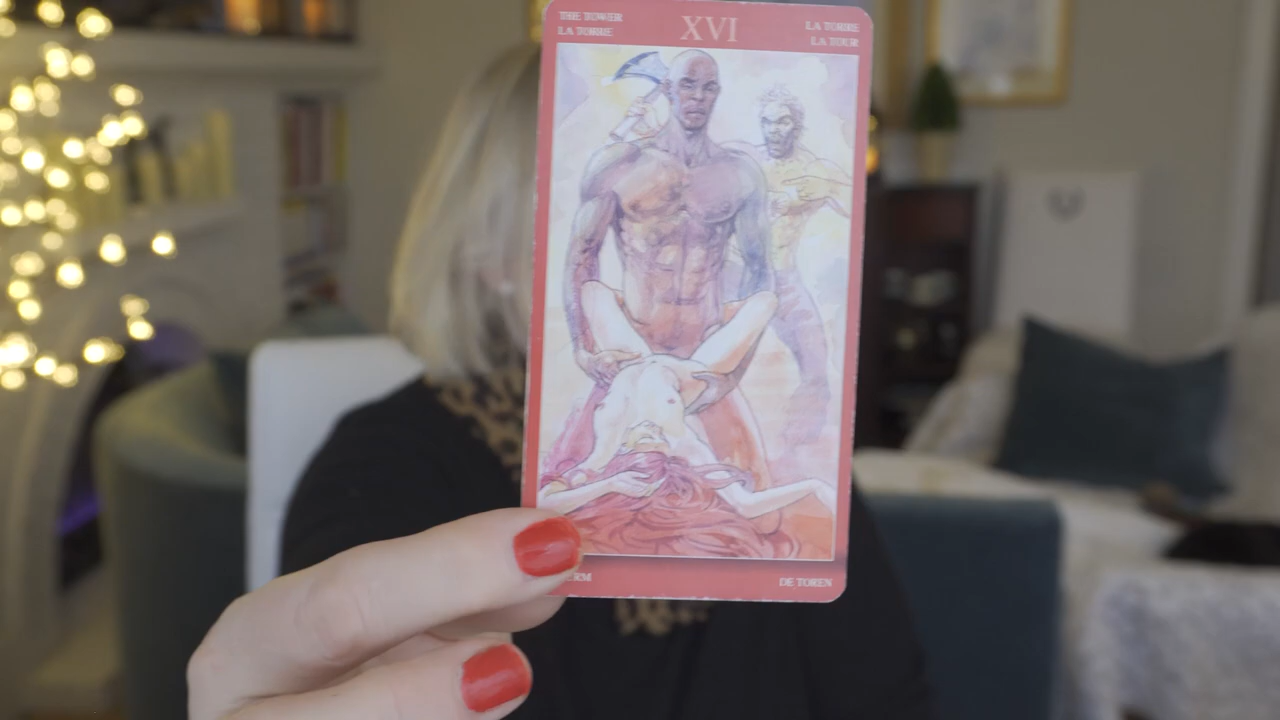 THE TOWER
LA TORRE
XVI
LA TORRE
LA TOUR
DE TOREN